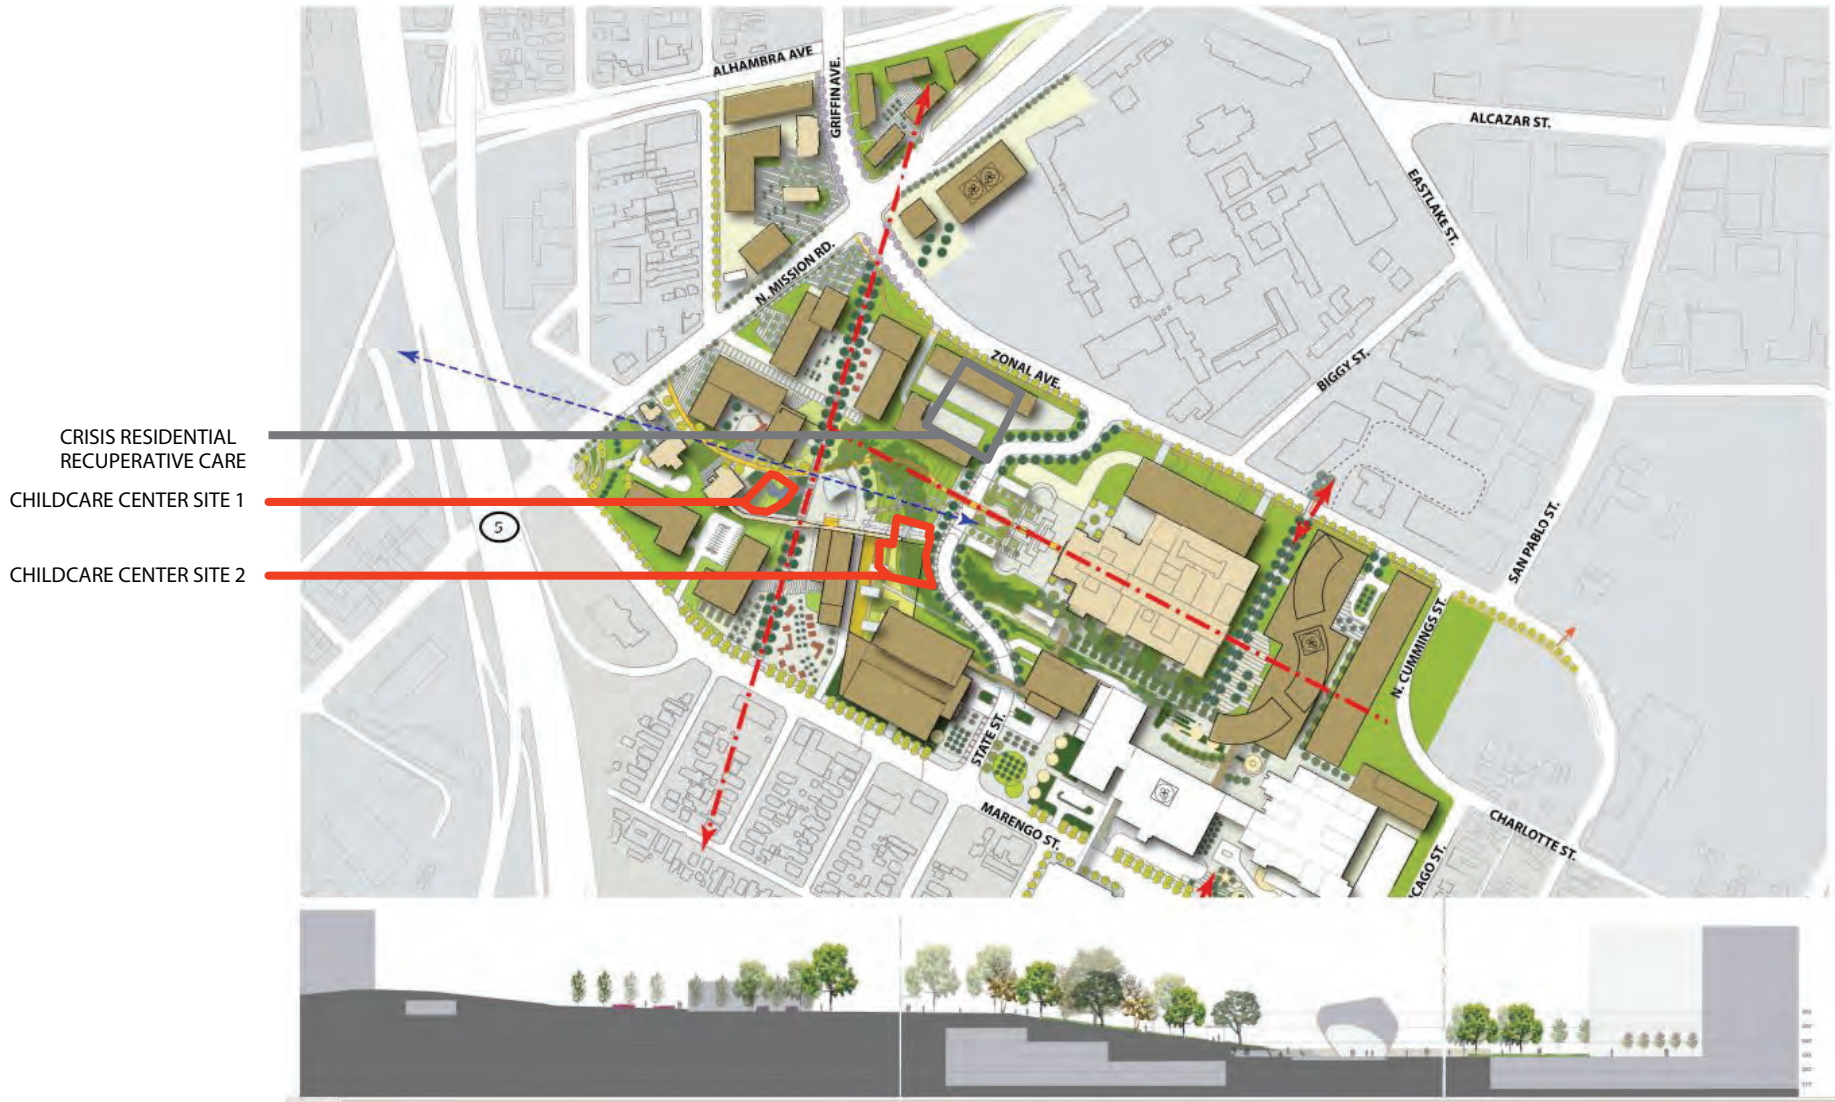 ALHAMBRA AVE
GRIFFIN AVE.
ALCAZAR ST.
EASTLAKE ST.
N. MISSION RD.
ZONAL AVE.
BIGGY ST.
CRISIS RESIDENTIAL
RECUPERATIVE CARE
CHILDCARE CENTER SITE 1
5
SAN PABLO ST.
CHILDCARE CENTER SITE 2
N. CUMMINGS ST.
STATE ST.
MARENGO ST.
CHARLOTTE ST.
CAGO ST.